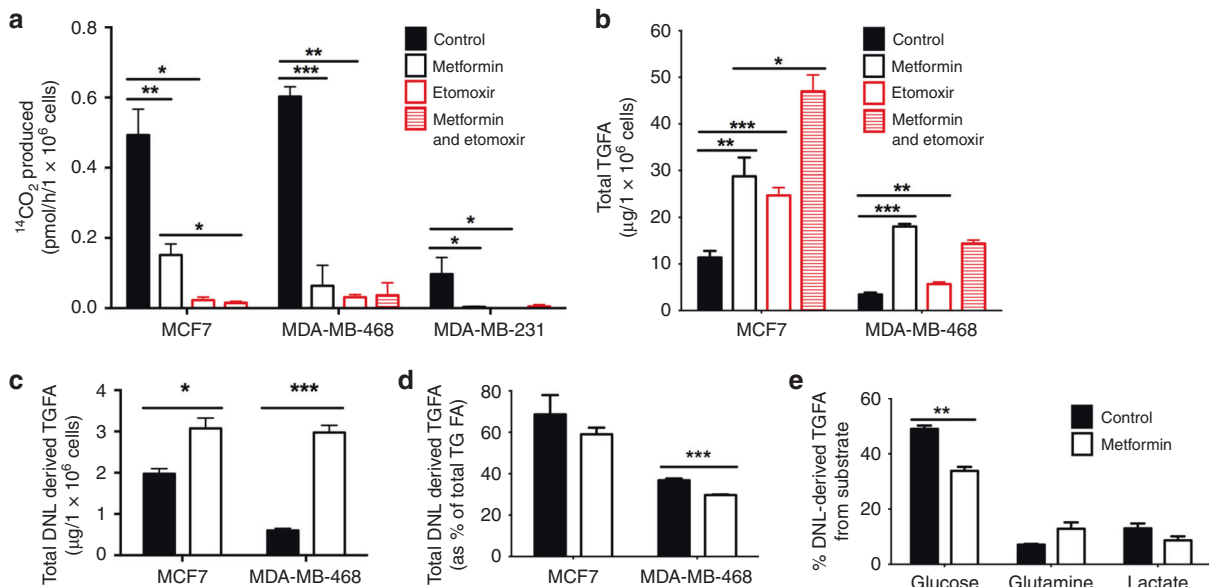 a
0.8
0.6
0.4
0.2
0.0
¹⁴CO₂ produced
(pmol/h/1 × 10⁶ cells)
*
**
*
**
***
*
*
Control
Metformin
Etomoxir
Metformin
and etomoxir
MCF7
MDA-MB-468
MDA-MB-231
b
60
50
40
30
20
10
0
Total TGFA
(μg/1 × 10⁶ cells)
*
***
**
**
***
Control
Metformin
Etomoxir
Metformin
and etomoxir
MCF7
MDA-MB-468
c
4
3
2
1
0
Total DNL derived TGFA
(μg/1 × 10⁶ cells)
*
***
MCF7
MDA-MB-468
d
80
60
40
20
0
Total DNL derived TGFA
(as % of total TG FA)
***
MCF7
MDA-MB-468
e
60
40
20
0
% DNL-derived TGFA
from substrate
**
Control
Metformin
Glucose
Glutamine
Lactate